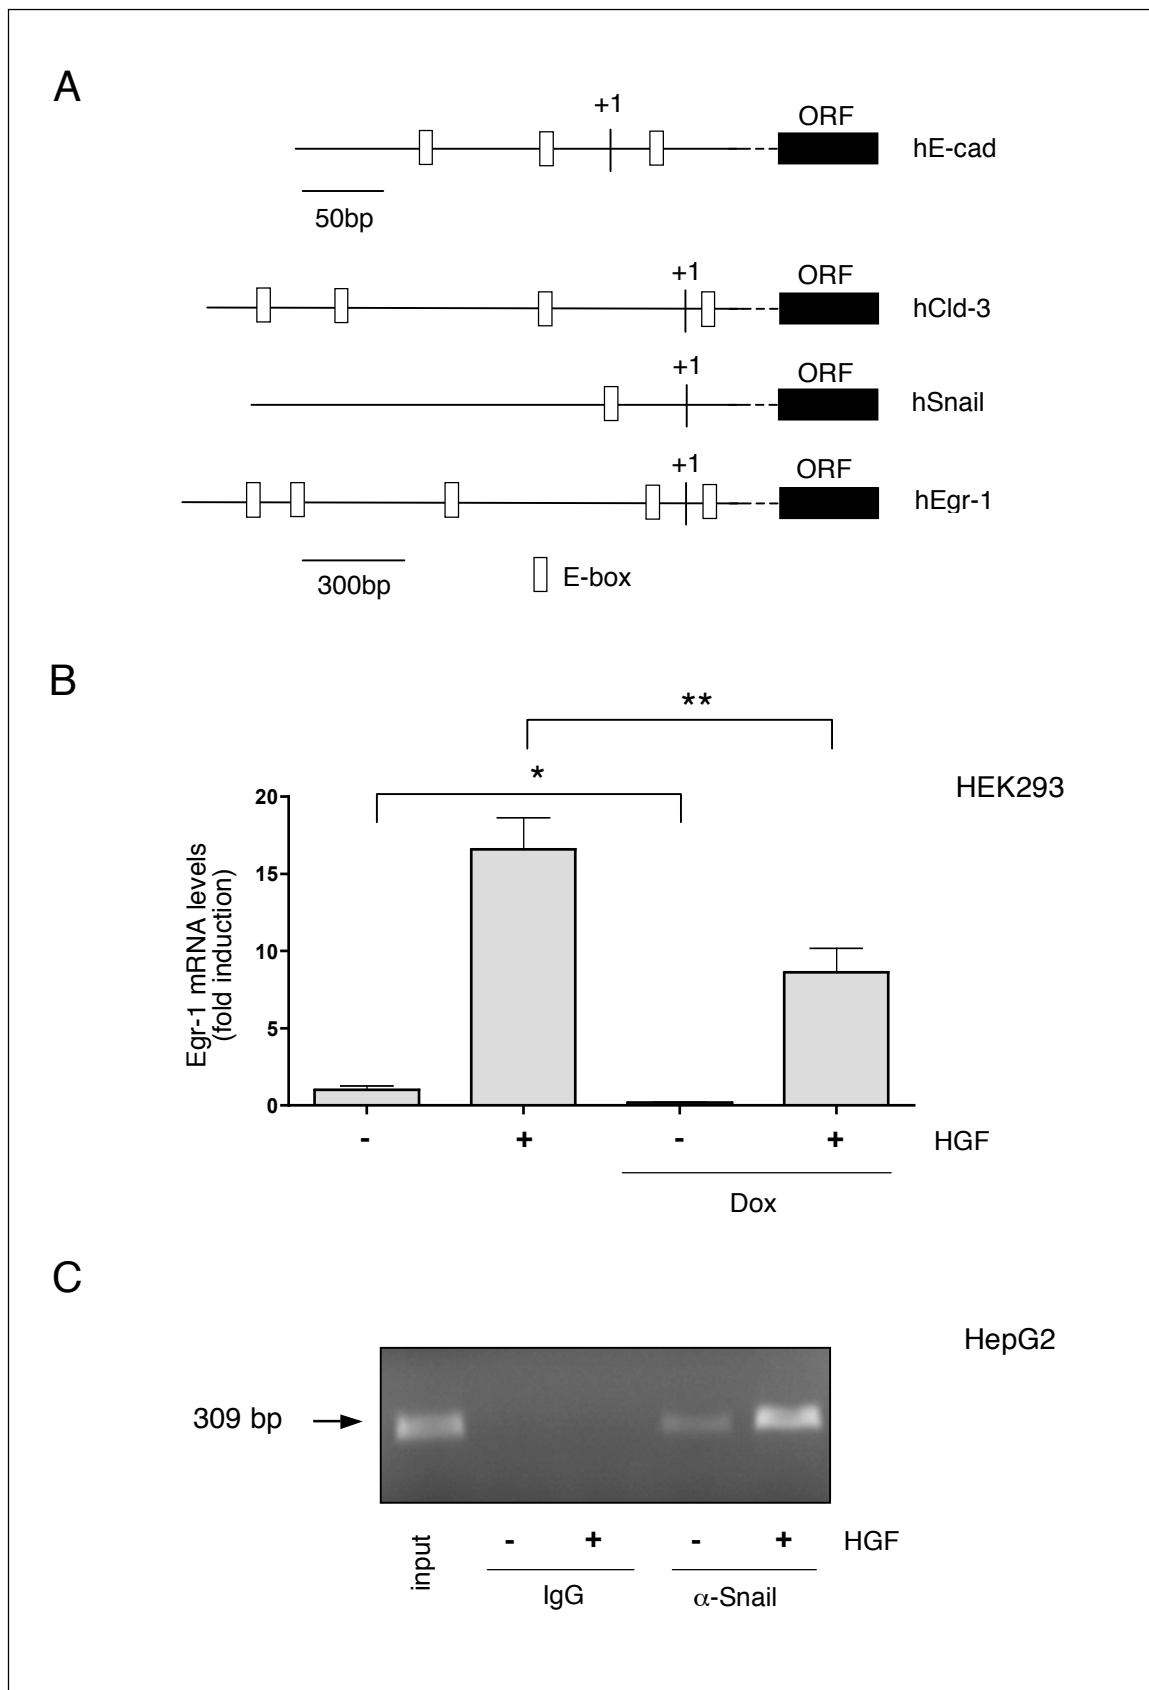 A
+1
ORF
hE-cad
50bp
+1
ORF
hCld-3
+1
ORF
hSnail
+1
ORF
hEgr-1
300bp
E-box
B
**
*
HEK293
20
15
10
5
0
Egr-1 mRNA levels
(fold induction)
- + - + HGF
Dox
C
HepG2
309 bp
input
- + - + HGF
IgG α-Snail